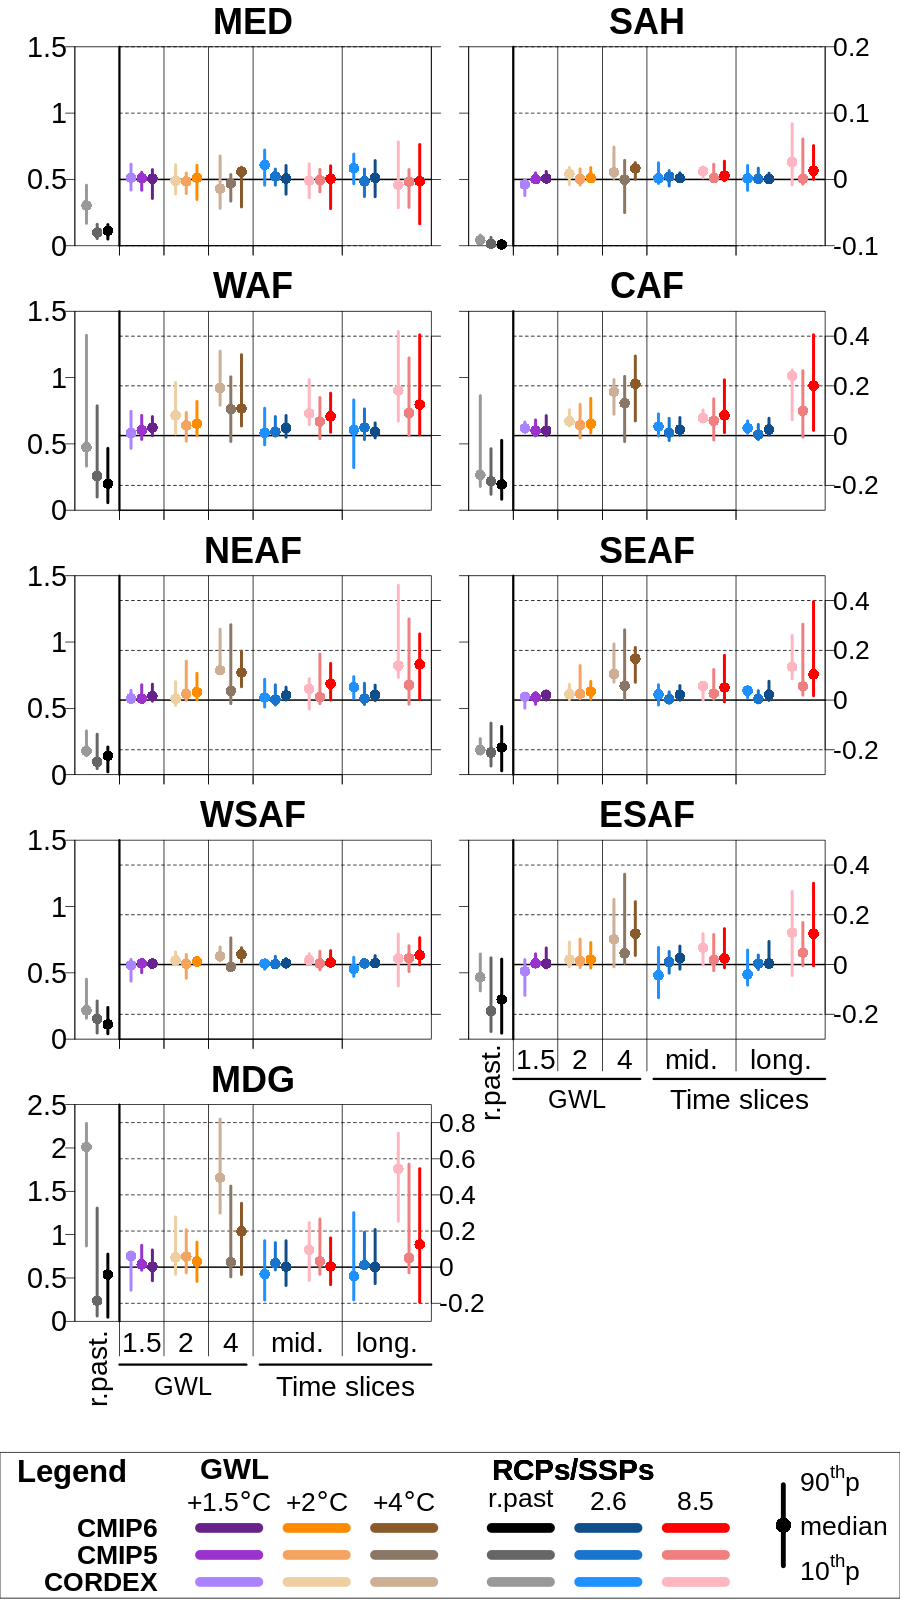 MED SAH
1.5 0.2
1 0.1
0.5 0
0 -0.1
WAF CAF
1.5
0.4
1 0.2
0.5 0
-0.2
0
NEAF SEAF
1.5
0.4
1 0.2
0.5 0
-0.2
0
WSAF ESAF
1.5
0.4
1 0.2
0.5 0
-0.2
0
r.past. 1.5 2 4 mid. long.
GWL Time slices
MDG
2.5
0.8
2 0.6
1.5 0.4
1 0.2
0.5 0
-0.2
0
r.past. 1.5 2 4 mid. long.
GWL Time slices
Legend GWL RCPs/SSPs
+1.5°C +2°C +4°C r.past 2.6 8.5
90thp
CMIP6
median
CMIP5
10thp
CORDEX